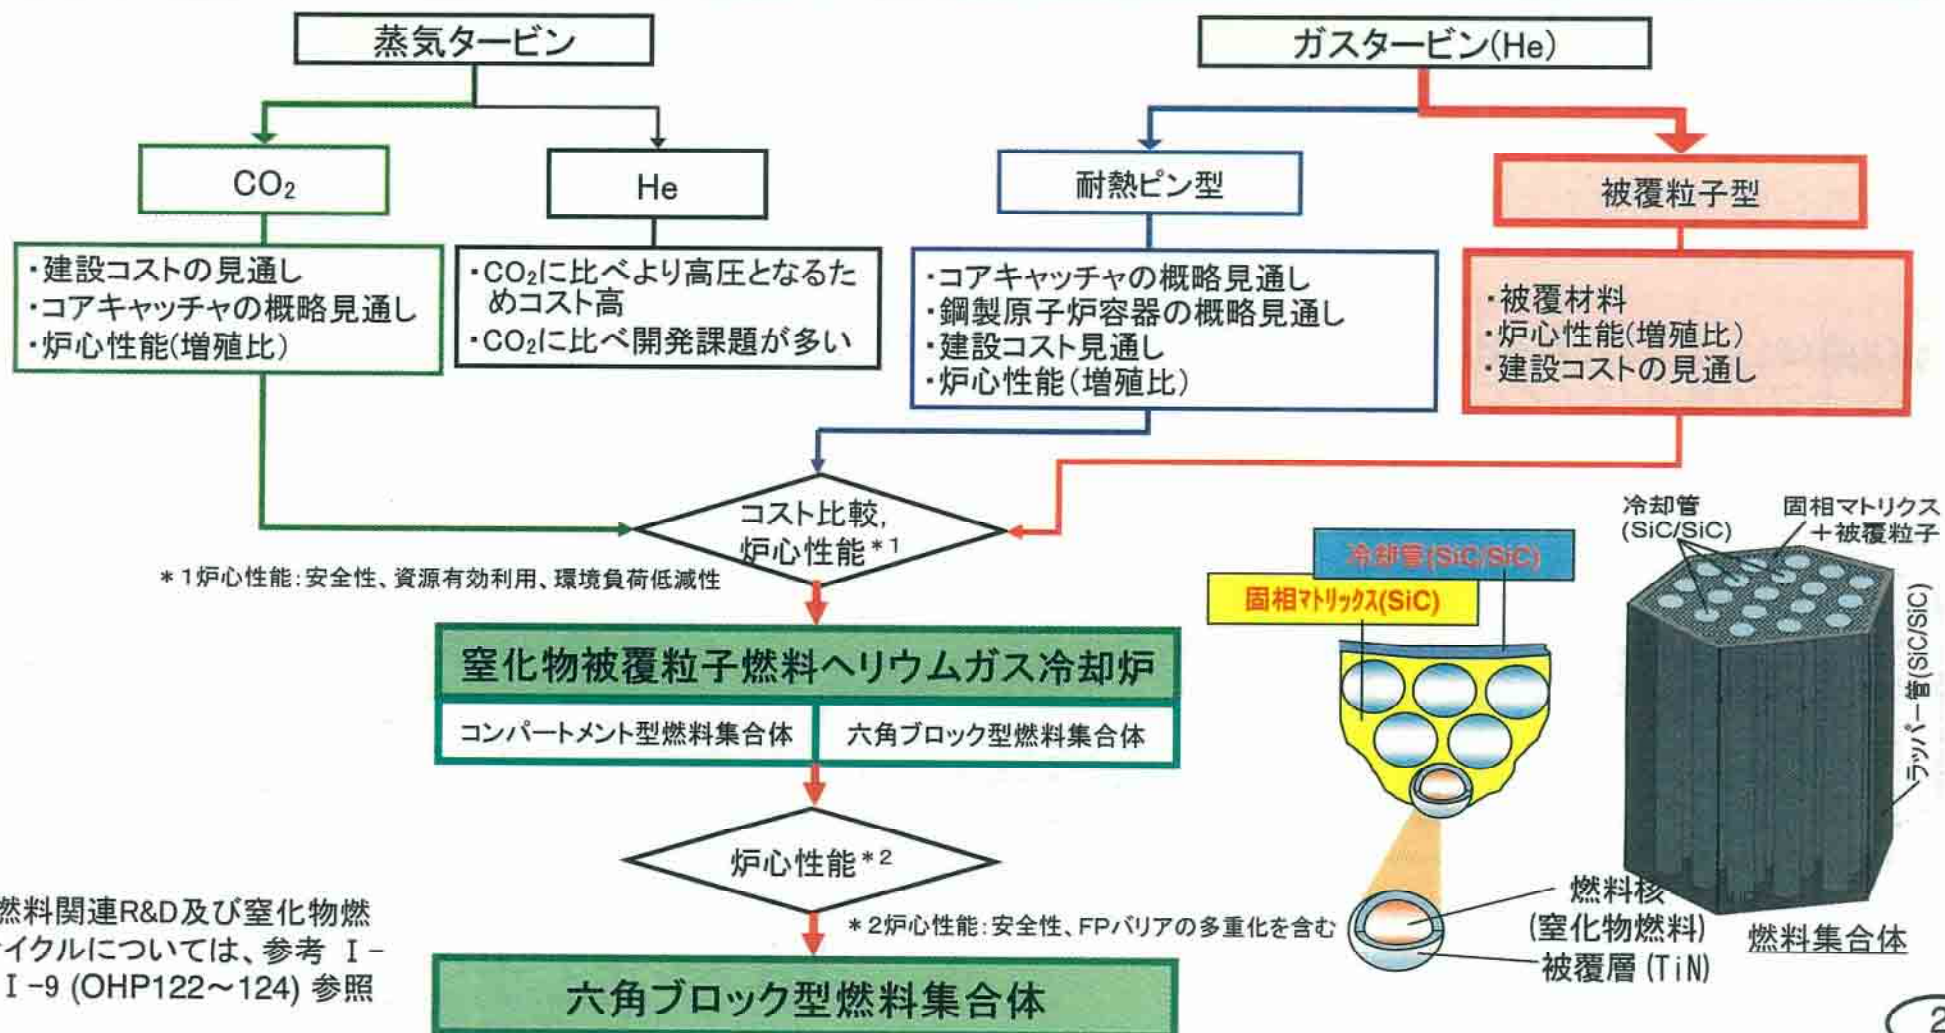 蒸気タービン
ガスタービン(He)
CO₂
He
耐熱ピン型
被覆粒子型
・建設コストの見通し
・コアキャッチャの概略見通し
・炉心性能(増殖比)
・CO₂に比べより高圧となるた
めコスト高
・CO₂に比べ開発課題が多い
・コアキャッチャの概略見通し
・鋼製原子炉容器の概略見通し
・建設コスト見通し
・炉心性能(増殖比)
・被覆材料
・炉心性能(増殖比)
・建設コストの見通し
コスト比較,
炉心性能*1
*1炉心性能:安全性、資源有効利用、環境負荷低減性
窒化物被覆粒子燃料ヘリウムガス冷却炉
コンパートメント型燃料集合体
六角ブロック型燃料集合体
炉心性能*2
*2炉心性能:安全性、FPバリアの多重化を含む
六角ブロック型燃料集合体
燃料関連R&D及び窒化物燃
イクルについては、参考 Ⅰ-
Ⅰ-9 (OHP122~124) 参照
冷却管(SiC/SiC)
固相マトリックス(SiC)
燃料核
(窒化物燃料)
被覆層(TiN)
冷却管
(SiC/SiC)
固相マトリクス
+被覆粒子
ラッパー管(SiC/SiC)
燃料集合体
2